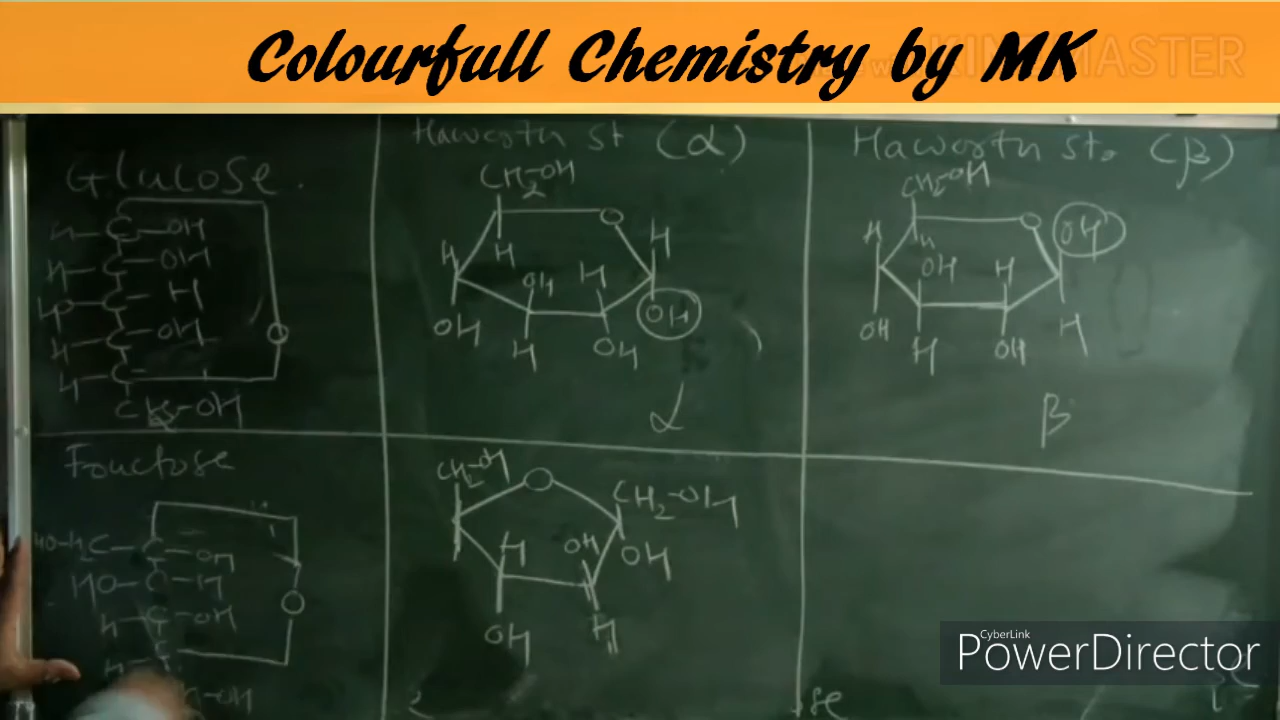 Colourfull Chemistry by MK
KINEMASTER
Glucose.
H-C-OH
H-C-OH
HO-C-H
H-C-OH
H-C
CH2-OH
Haworth st (α)
CH2-OH
O
H
H
H
OH
H
OH
OH
H
OH
α
Haworth st. (β)
CH2-OH
O
OH
H
H
OH
H
OH
H
OH
H
β
Fructose
HO-H2C-C-OH
HO-C-H
H-C-OH
H-C
-OH
O
CH2-OH
O
CH2-OH
H
OH
OH
OH
H
CyberLink
PowerDirector